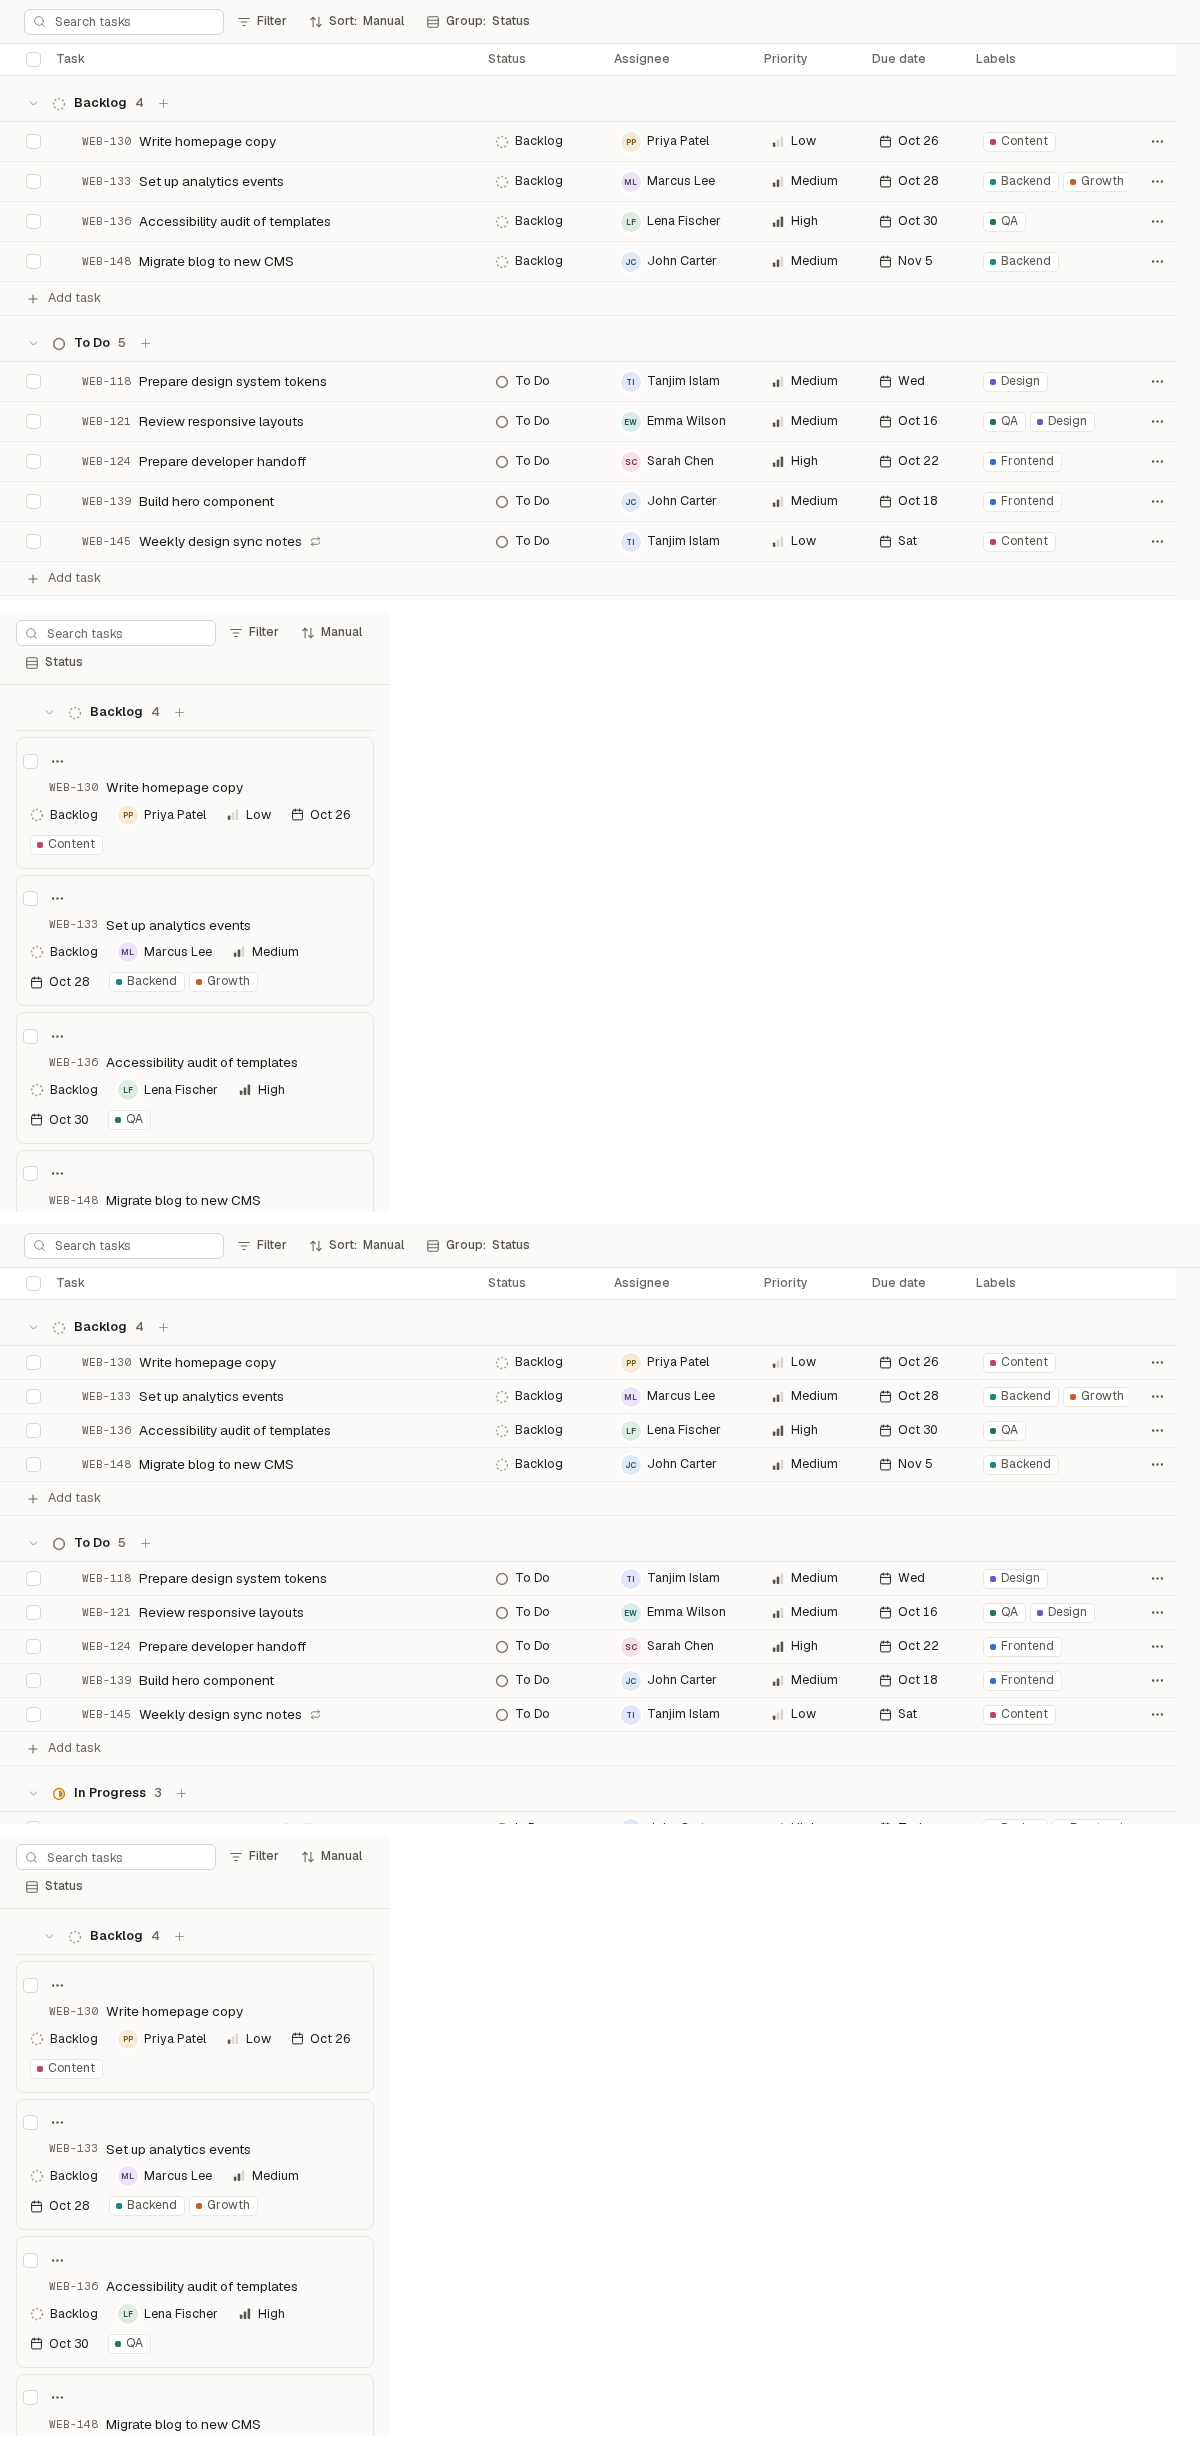 Search tasks Filter Sort: Manual Group: Status
Task Status Assignee Priority Due date Labels
Backlog 4
WEB-130 Write homepage copy Backlog PP Priya Patel Low Oct 26 Content
WEB-133 Set up analytics events Backlog ML Marcus Lee Medium Oct 28 Backend Growth
WEB-136 Accessibility audit of templates Backlog LF Lena Fischer High Oct 30 QA
WEB-148 Migrate blog to new CMS Backlog JC John Carter Medium Nov 5 Backend
Add task
To Do 5
WEB-118 Prepare design system tokens To Do TI Tanjim Islam Medium Wed Design
WEB-121 Review responsive layouts To Do EW Emma Wilson Medium Oct 16 QA Design
WEB-124 Prepare developer handoff To Do SC Sarah Chen High Oct 22 Frontend
WEB-139 Build hero component To Do JC John Carter Medium Oct 18 Frontend
WEB-145 Weekly design sync notes To Do TI Tanjim Islam Low Sat Content
Add task
Search tasks Filter Manual
Status
Backlog 4
WEB-130 Write homepage copy
Backlog PP Priya Patel Low Oct 26
Content
WEB-133 Set up analytics events
Backlog ML Marcus Lee Medium
Oct 28 Backend Growth
WEB-136 Accessibility audit of templates
Backlog LF Lena Fischer High
Oct 30 QA
WEB-148 Migrate blog to new CMS
Search tasks Filter Sort: Manual Group: Status
Task Status Assignee Priority Due date Labels
Backlog 4
WEB-130 Write homepage copy Backlog PP Priya Patel Low Oct 26 Content
WEB-133 Set up analytics events Backlog ML Marcus Lee Medium Oct 28 Backend Growth
WEB-136 Accessibility audit of templates Backlog LF Lena Fischer High Oct 30 QA
WEB-148 Migrate blog to new CMS Backlog JC John Carter Medium Nov 5 Backend
Add task
To Do 5
WEB-118 Prepare design system tokens To Do TI Tanjim Islam Medium Wed Design
WEB-121 Review responsive layouts To Do EW Emma Wilson Medium Oct 16 QA Design
WEB-124 Prepare developer handoff To Do SC Sarah Chen High Oct 22 Frontend
WEB-139 Build hero component To Do JC John Carter Medium Oct 18 Frontend
WEB-145 Weekly design sync notes To Do TI Tanjim Islam Low Sat Content
Add task
In Progress 3
Search tasks Filter Manual
Status
Backlog 4
WEB-130 Write homepage copy
Backlog PP Priya Patel Low Oct 26
Content
WEB-133 Set up analytics events
Backlog ML Marcus Lee Medium
Oct 28 Backend Growth
WEB-136 Accessibility audit of templates
Backlog LF Lena Fischer High
Oct 30 QA
WEB-148 Migrate blog to new CMS